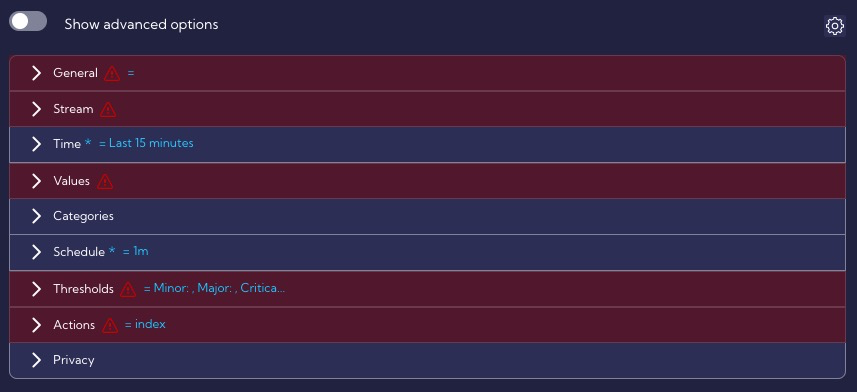 Show advanced options
General =
Stream
Time * = Last 15 minutes
Values
Categories
Schedule * = 1m
Thresholds = Minor: , Major: , Critica...
Actions = index
Privacy